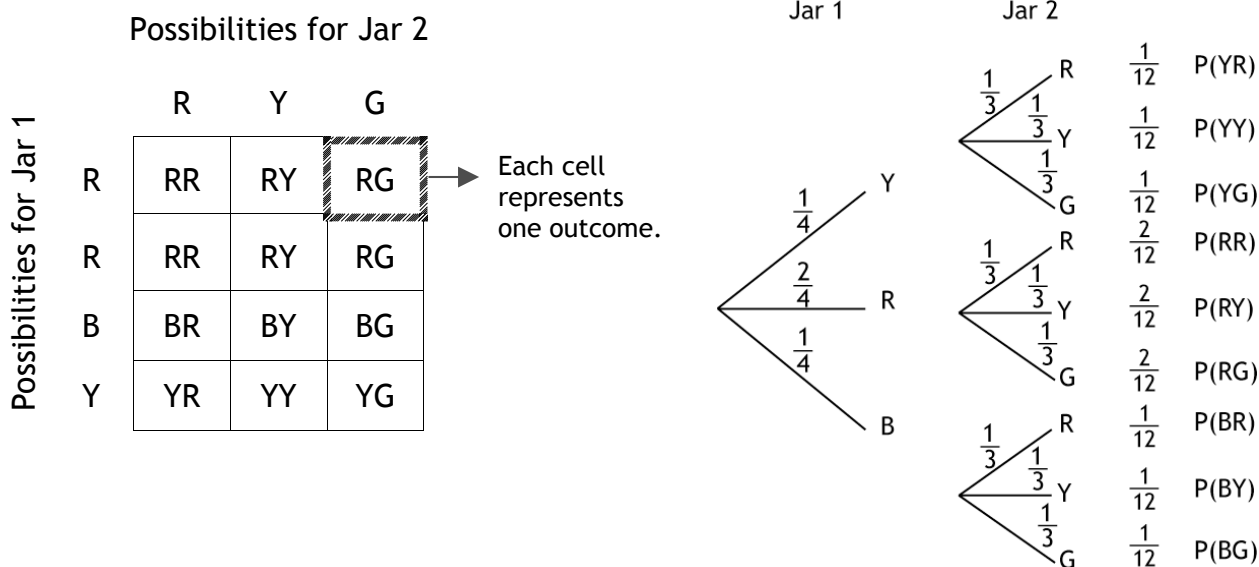 Possibilities for Jar 2
Possibilities for Jar 1
R Y G
R RR RY RG
R RR RY RG
B BR BY BG
Y YR YY YG
Each cell
represents
one outcome.
Jar 1 Jar 2
1/4 Y
2/4 R
1/4 B
1/3 R 1/12 P(YR)
1/3 Y 1/12 P(YY)
1/3 G 1/12 P(YG)
1/3 R 2/12 P(RR)
1/3 Y 2/12 P(RY)
1/3 G 2/12 P(RG)
1/3 R 1/12 P(BR)
1/3 Y 1/12 P(BY)
1/3 G 1/12 P(BG)